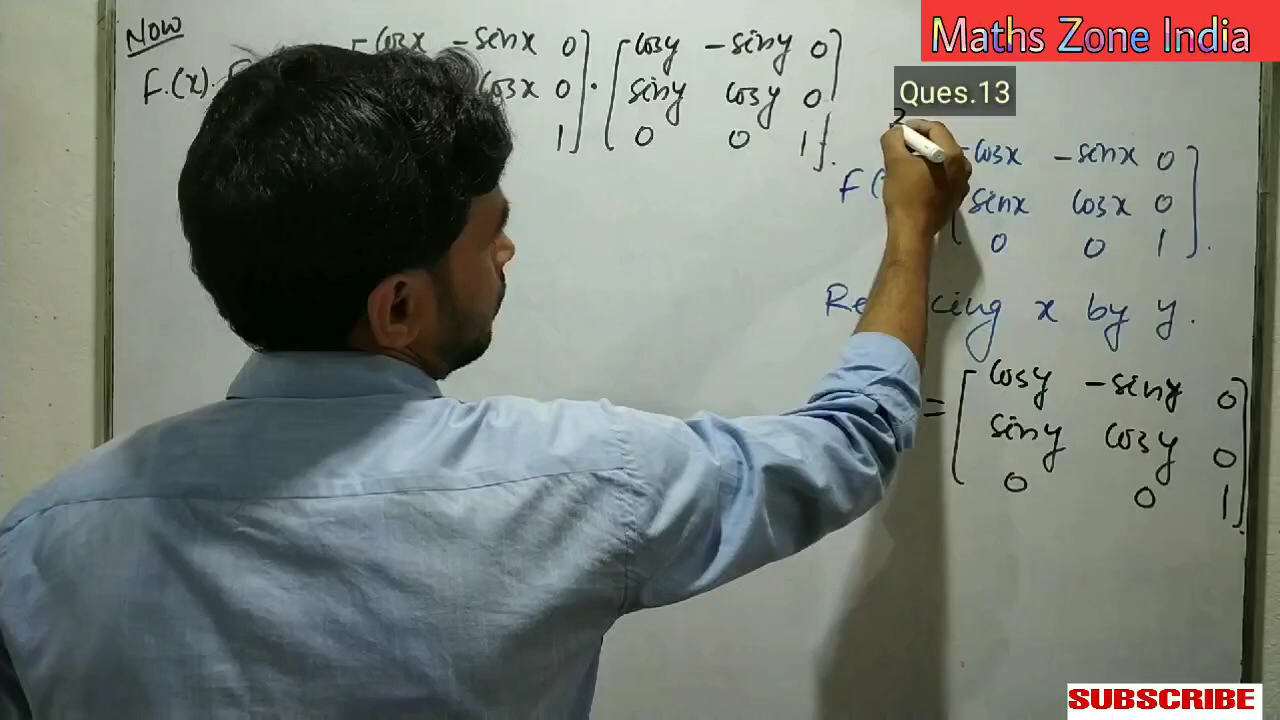 Maths Zone India
Ques.13
Now
F.(x).
cosx -sinx 0
cosx 0
1
cosy -siny 0
siny cosy 0
0 0 1
F(
cosx -sinx 0
sinx cosx 0
0 0 1
x by y.
=
cosy -siny 0
siny cosy 0
0 0 1
SUBSCRIBE